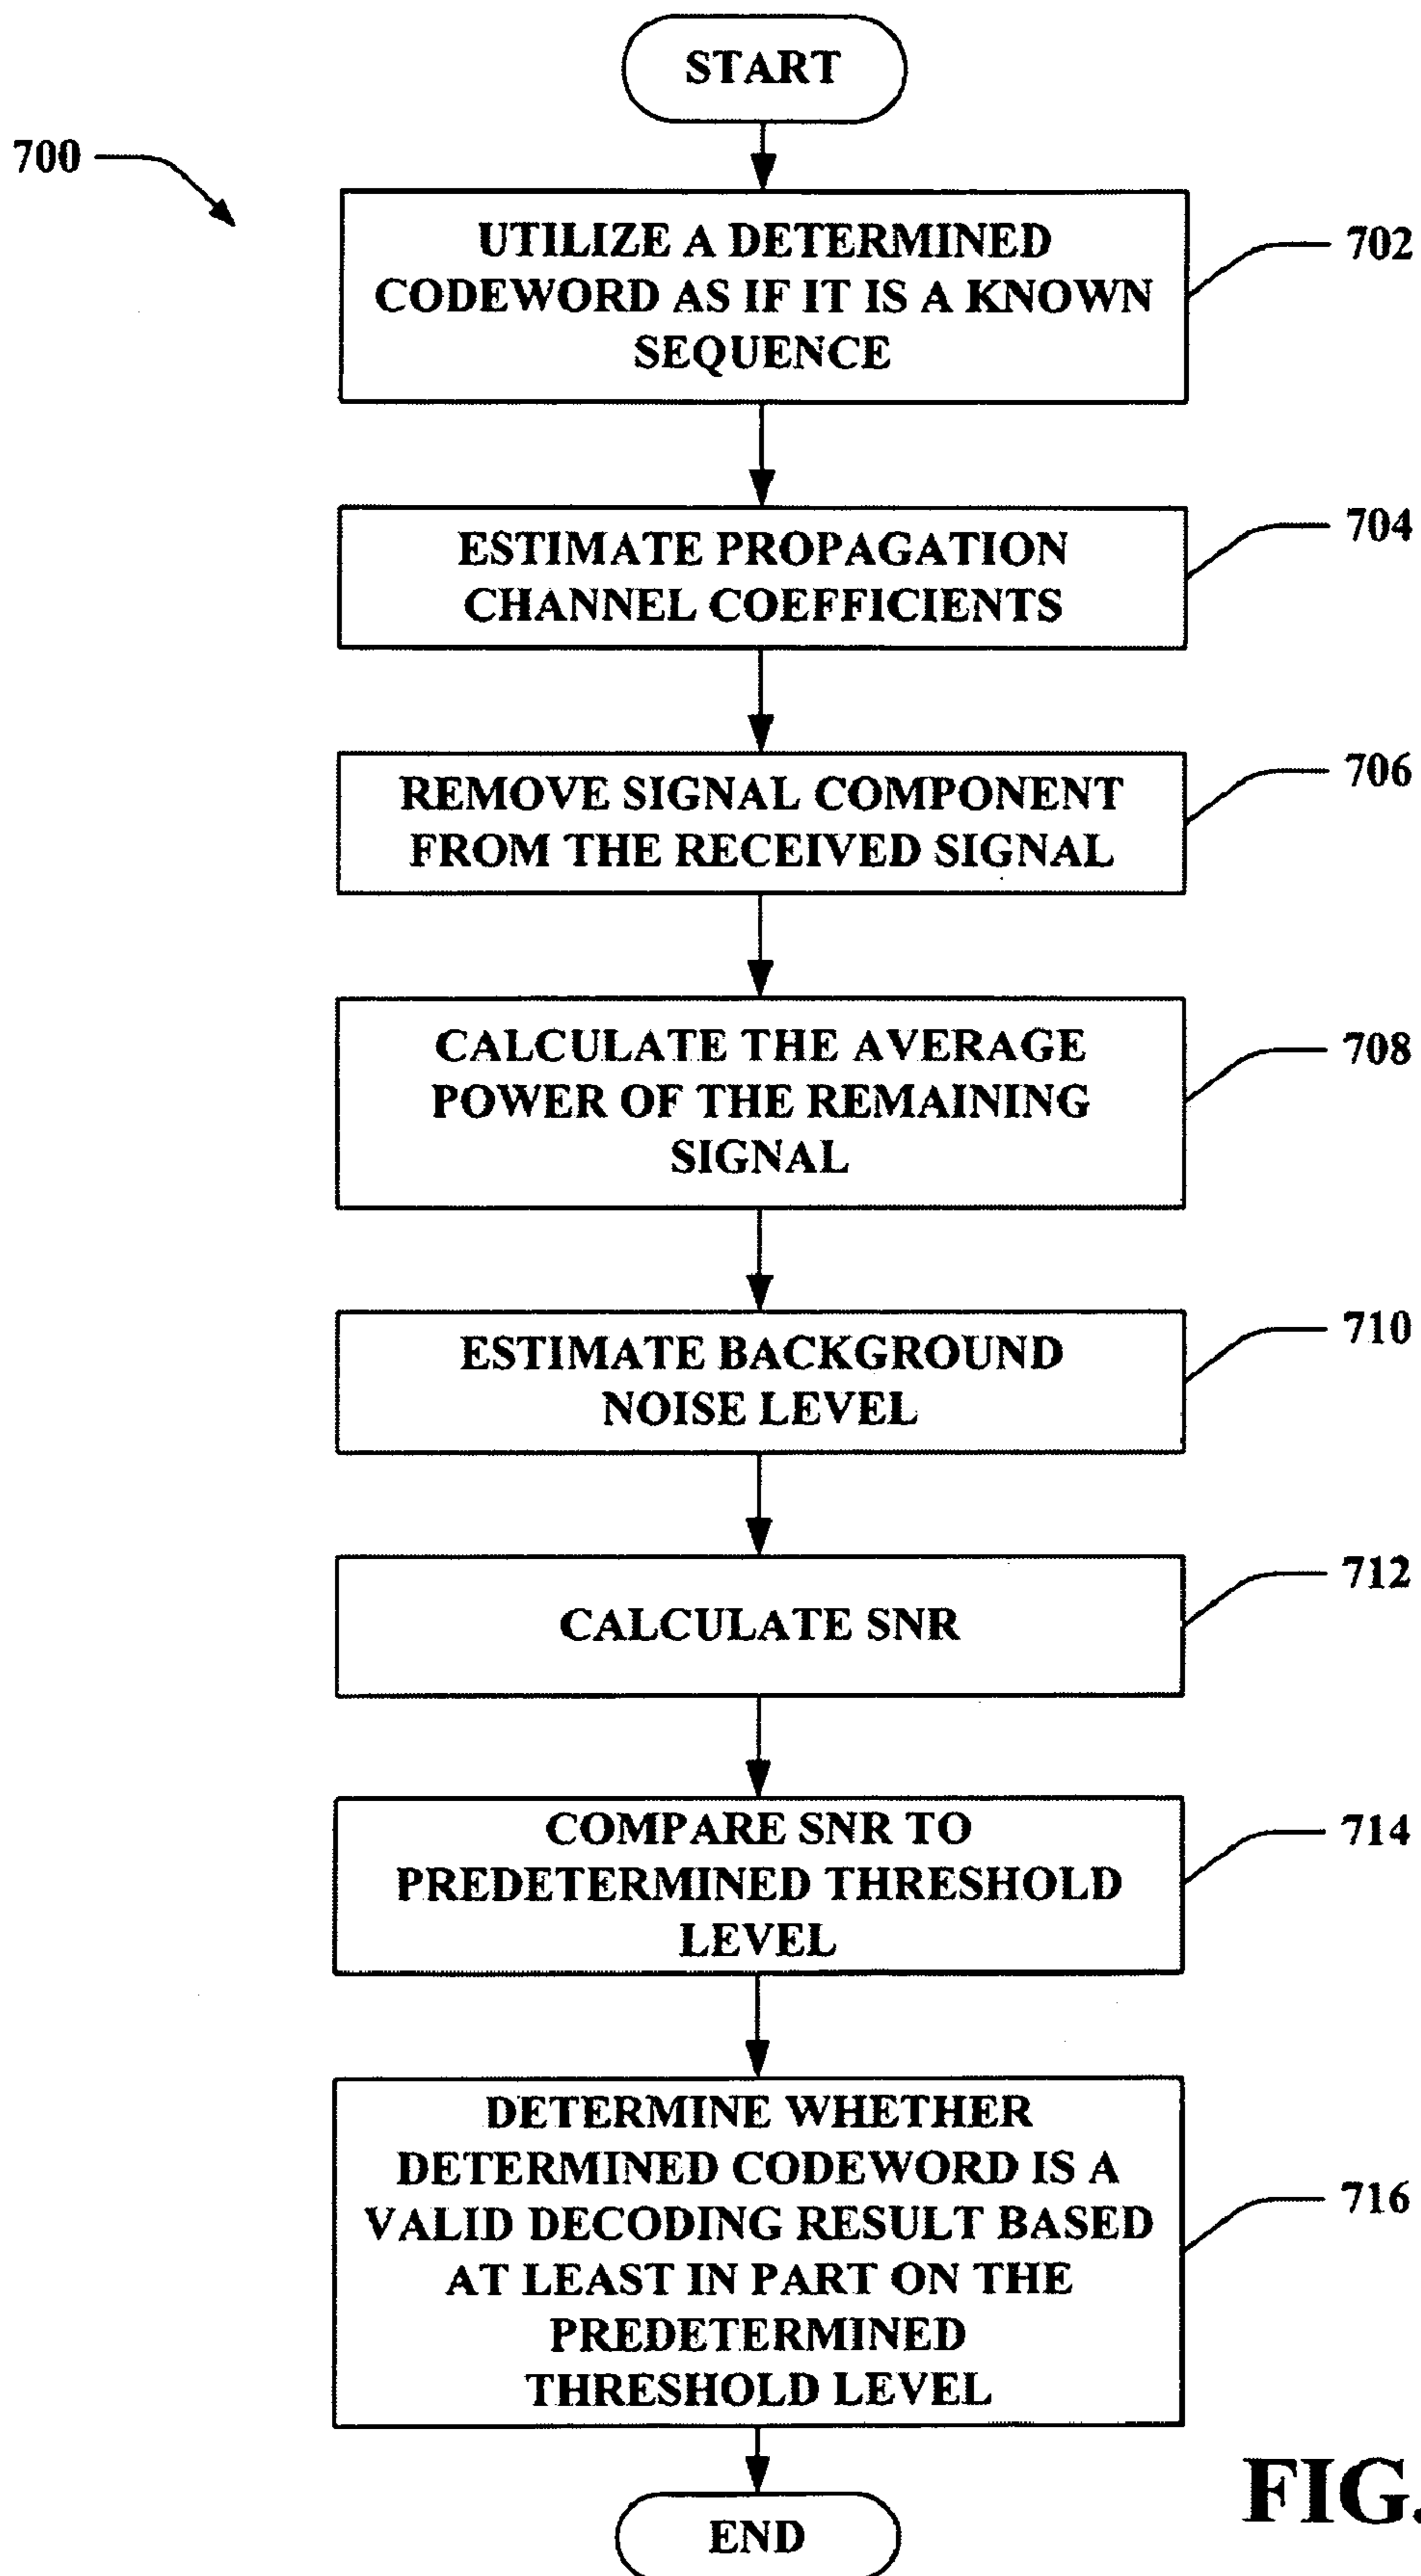 START
700
UTILIZE A DETERMINED
CODEWORD AS IF IT IS A KNOWN
SEQUENCE
702
ESTIMATE PROPAGATION
CHANNEL COEFFICIENTS
704
REMOVE SIGNAL COMPONENT
FROM THE RECEIVED SIGNAL
706
CALCULATE THE AVERAGE
POWER OF THE REMAINING
SIGNAL
708
ESTIMATE BACKGROUND
NOISE LEVEL
710
CALCULATE SNR
712
COMPARE SNR TO
PREDETERMINED THRESHOLD
LEVEL
714
DETERMINE WHETHER
DETERMINED CODEWORD IS A
VALID DECODING RESULT BASED
AT LEAST IN PART ON THE
PREDETERMINED
THRESHOLD LEVEL
716
END
FIG.